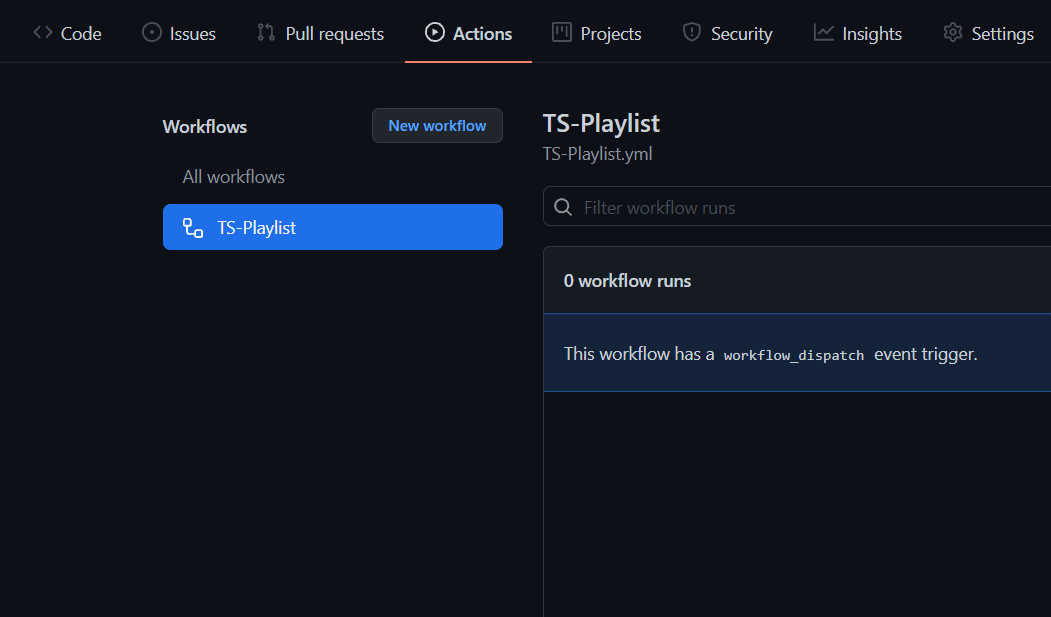 Code Issues Pull requests Actions Projects Security Insights Settings
Workflows
New workflow
All workflows
TS-Playlist
TS-Playlist
TS-Playlist.yml
Filter workflow runs
0 workflow runs
This workflow has a workflow_dispatch event trigger.